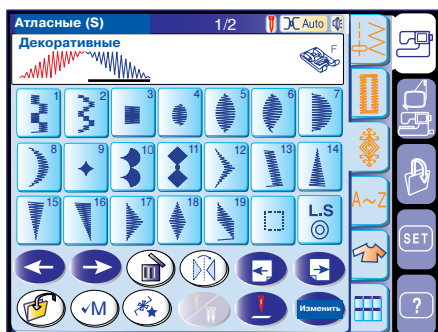 Атласные (S) 1/2 Auto
Декоративные
F
1 2 3 4 5 6 7
8 9 10 11 12 13 14
15 16 17 18 19 L.S
A~Z
SET
✓M Изменить ?